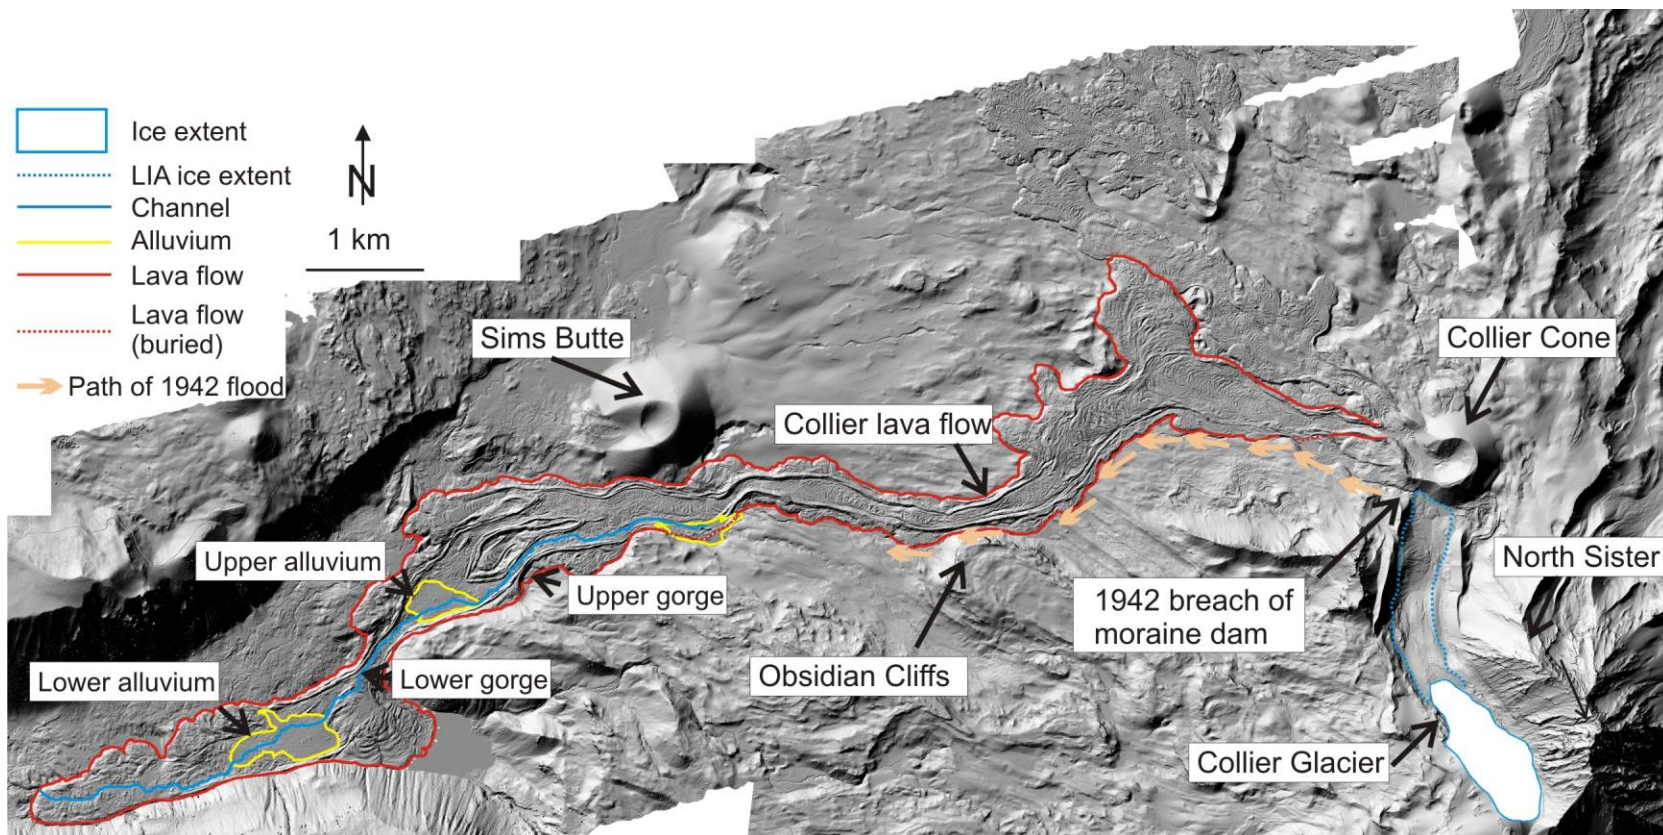 Ice extent
LIA ice extent
Channel
Alluvium
Lava flow
Lava flow
(buried)
Path of 1942 flood
N
1 km
Sims Butte
Collier Cone
Collier lava flow
North Sister
Upper alluvium
Upper gorge
1942 breach of
moraine dam
Obsidian Cliffs
Lower alluvium
Lower gorge
Collier Glacier